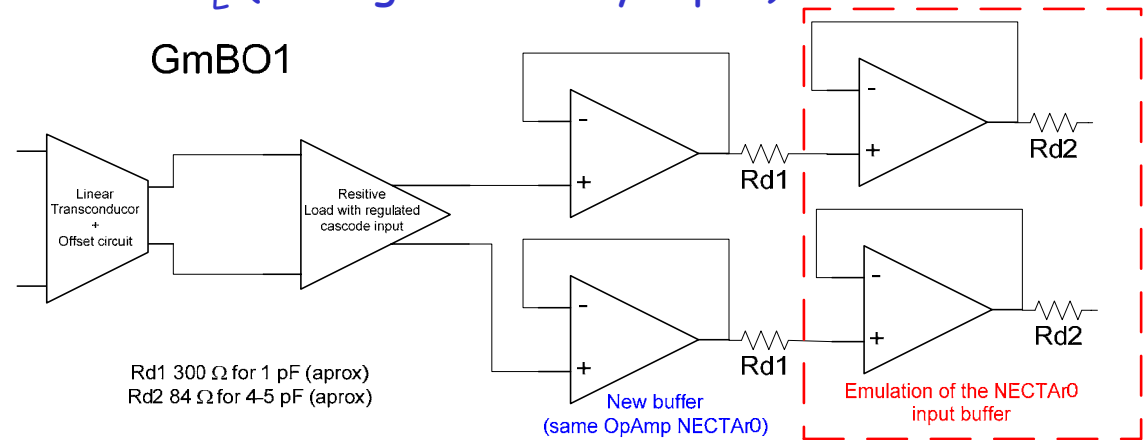 GmBO1
Linear
Transconducor
+
Offset circuit
Resitive
Load with regulated
cascode input
-
+
Rd1
-
+
Rd2
-
+
Rd1
-
+
Rd2
Rd1 300 Ω for 1 pF (aprox)
Rd2 84 Ω for 4-5 pF (aprox)
New buffer
(same OpAmp NECTAr0)
Emulation of the NECTAr0
input buffer